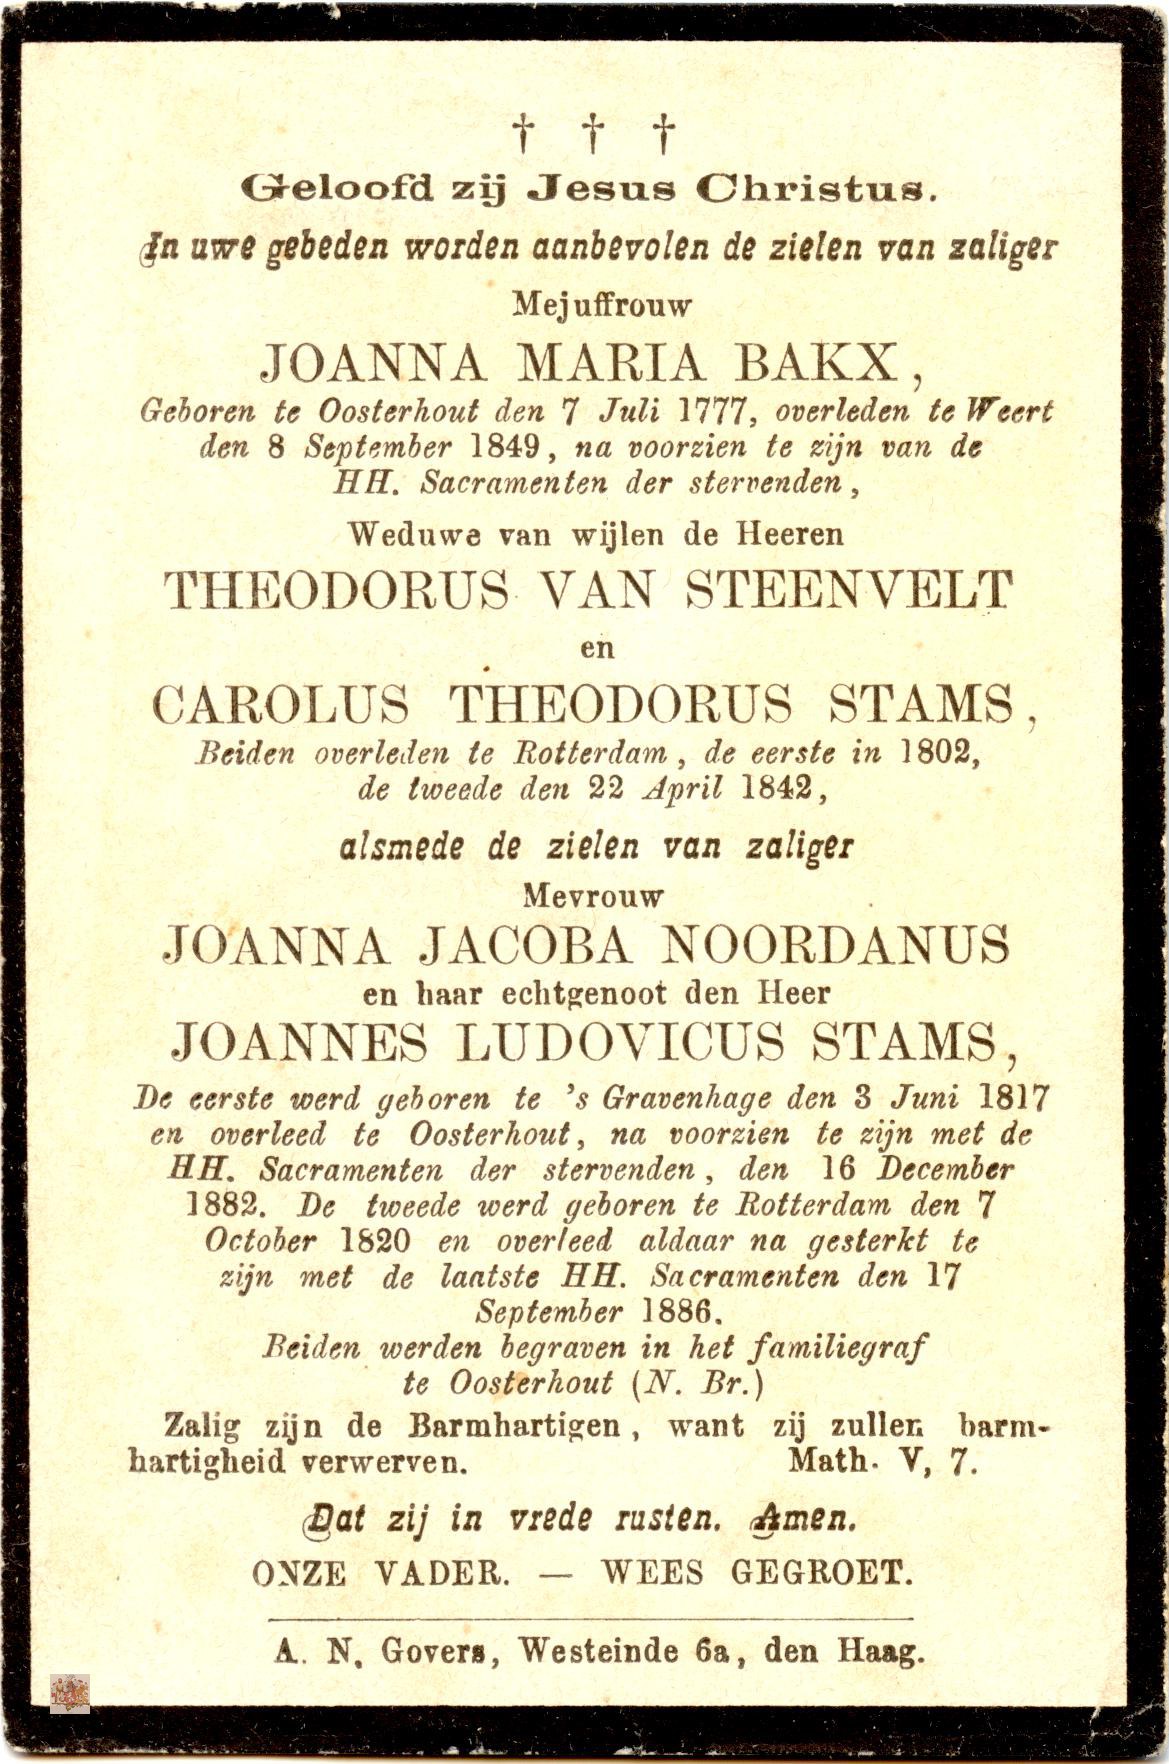 † † †
Geloofd zij Jesus Christus.
In uwe gebeden worden aanbevolen de zielen van zaliger
Mejuffrouw
JOANNA MARIA BAKX,
Geboren te Oosterhout den 7 Juli 1777, overleden te Weert
den 8 September 1849, na voorzien te zijn van de
HH. Sacramenten der stervenden,
Weduwe van wijlen de Heeren
THEODORUS VAN STEENVELT
en
CAROLUS THEODORUS STAMS,
Beiden overleden te Rotterdam, de eerste in 1802,
de tweede den 22 April 1842,
alsmede de zielen van zaliger
Mevrouw
JOANNA JACOBA NOORDANUS
en haar echtgenoot den Heer
JOANNES LUDOVICUS STAMS,
De eerste werd geboren te 's Gravenhage den 3 Juni 1817
en overleed te Oosterhout, na voorzien te zijn met de
HH. Sacramenten der stervenden, den 16 December
1882. De tweede werd geboren te Rotterdam den 7
October 1820 en overleed aldaar na gesterkt te
zijn met de laatste HH. Sacramenten den 17
September 1886.
Beiden werden begraven in het familiegraf
te Oosterhout (N. Br.)
Zalig zijn de Barmhartigen, want zij zullen barm-
hartigheid verwerven. Math. V, 7.
Dat zij in vrede rusten. Amen.
ONZE VADER. — WEES GEGROET.
A. N. Govers, Westeinde 6a, den Haag.